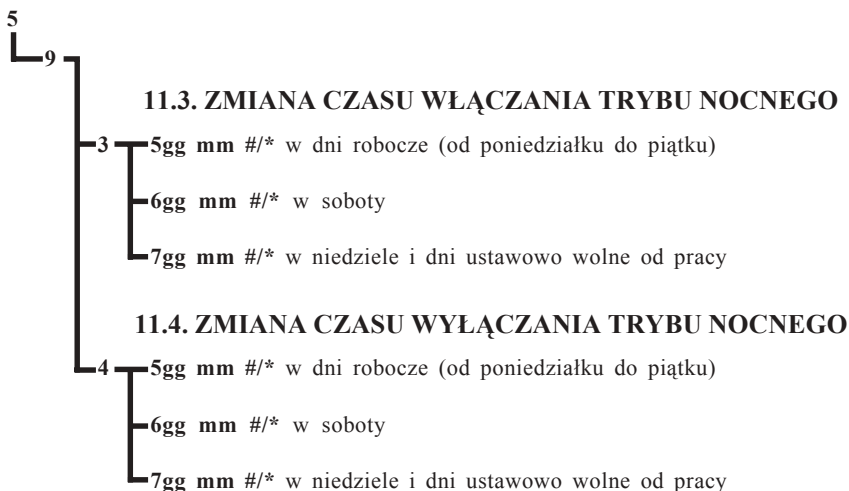 5
9
11.3. ZMIANA CZASU WŁĄCZANIA TRYBU NOCNEGO
3 5gg mm #/* w dni robocze (od poniedziałku do piątku)
6gg mm #/* w soboty
7gg mm #/* w niedziele i dni ustawowo wolne od pracy
11.4. ZMIANA CZASU WYŁĄCZANIA TRYBU NOCNEGO
4 5gg mm #/* w dni robocze (od poniedziałku do piątku)
6gg mm #/* w soboty
7gg mm #/* w niedziele i dni ustawowo wolne od pracy